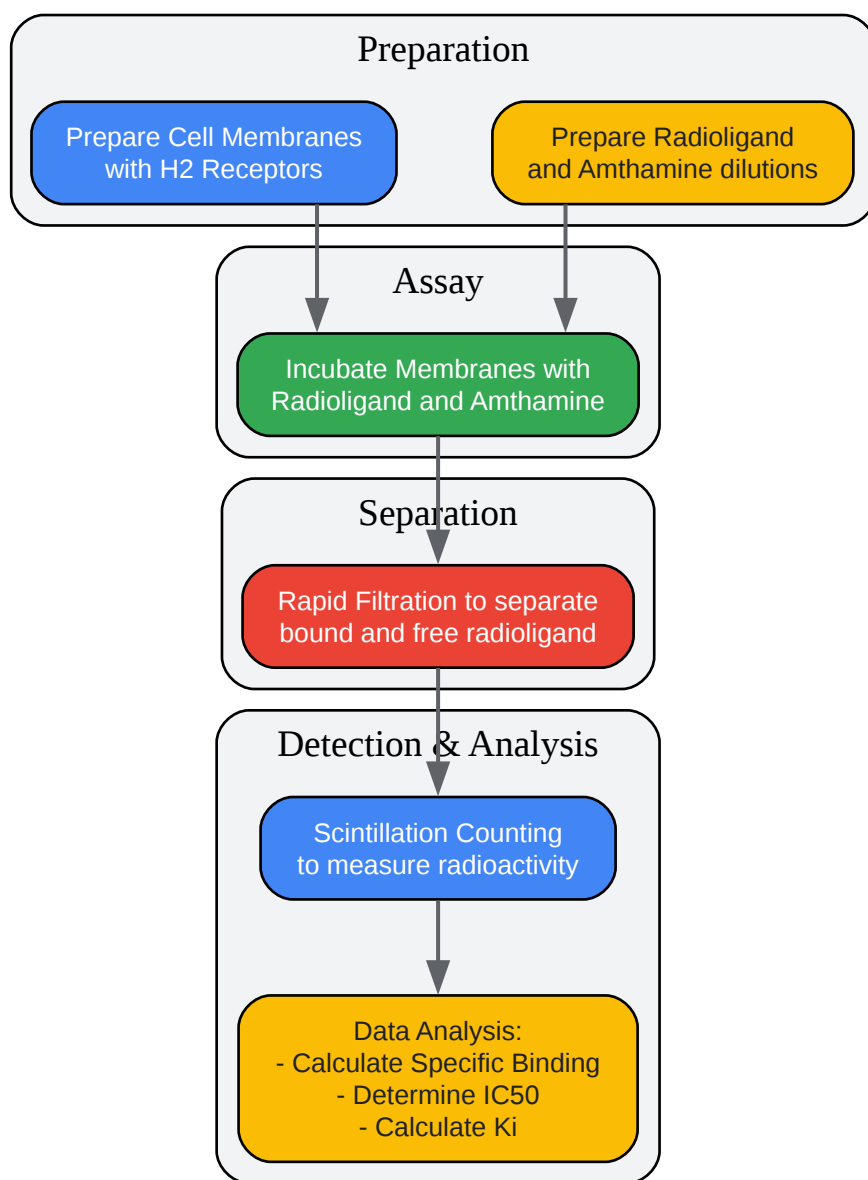 Preparation
Prepare Cell Membranes
with H2 Receptors
Prepare Radioligand
and Amthamine dilutions
Assay
Incubate Membranes with
Radioligand and Amthamine
Separation
Rapid Filtration to separate
bound and free radioligand
Detection & Analysis
Scintillation Counting
to measure radioactivity
Data Analysis:
- Calculate Specific Binding
- Determine IC50
- Calculate Ki